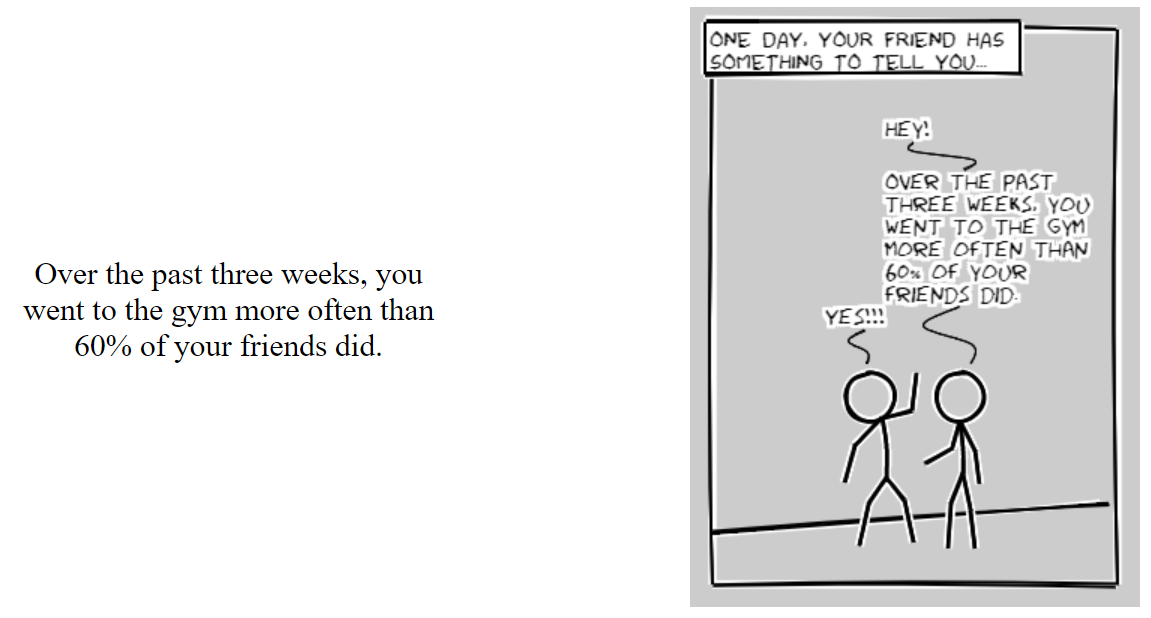 Over the past three weeks, you
went to the gym more often than
60% of your friends did.
ONE DAY, YOUR FRIEND HAS
SOMETHING TO TELL YOU...
HEY!
OVER THE PAST
THREE WEEKS, YOU
WENT TO THE GYM
MORE OFTEN THAN
60% OF YOUR
FRIENDS DID.
YES!!!